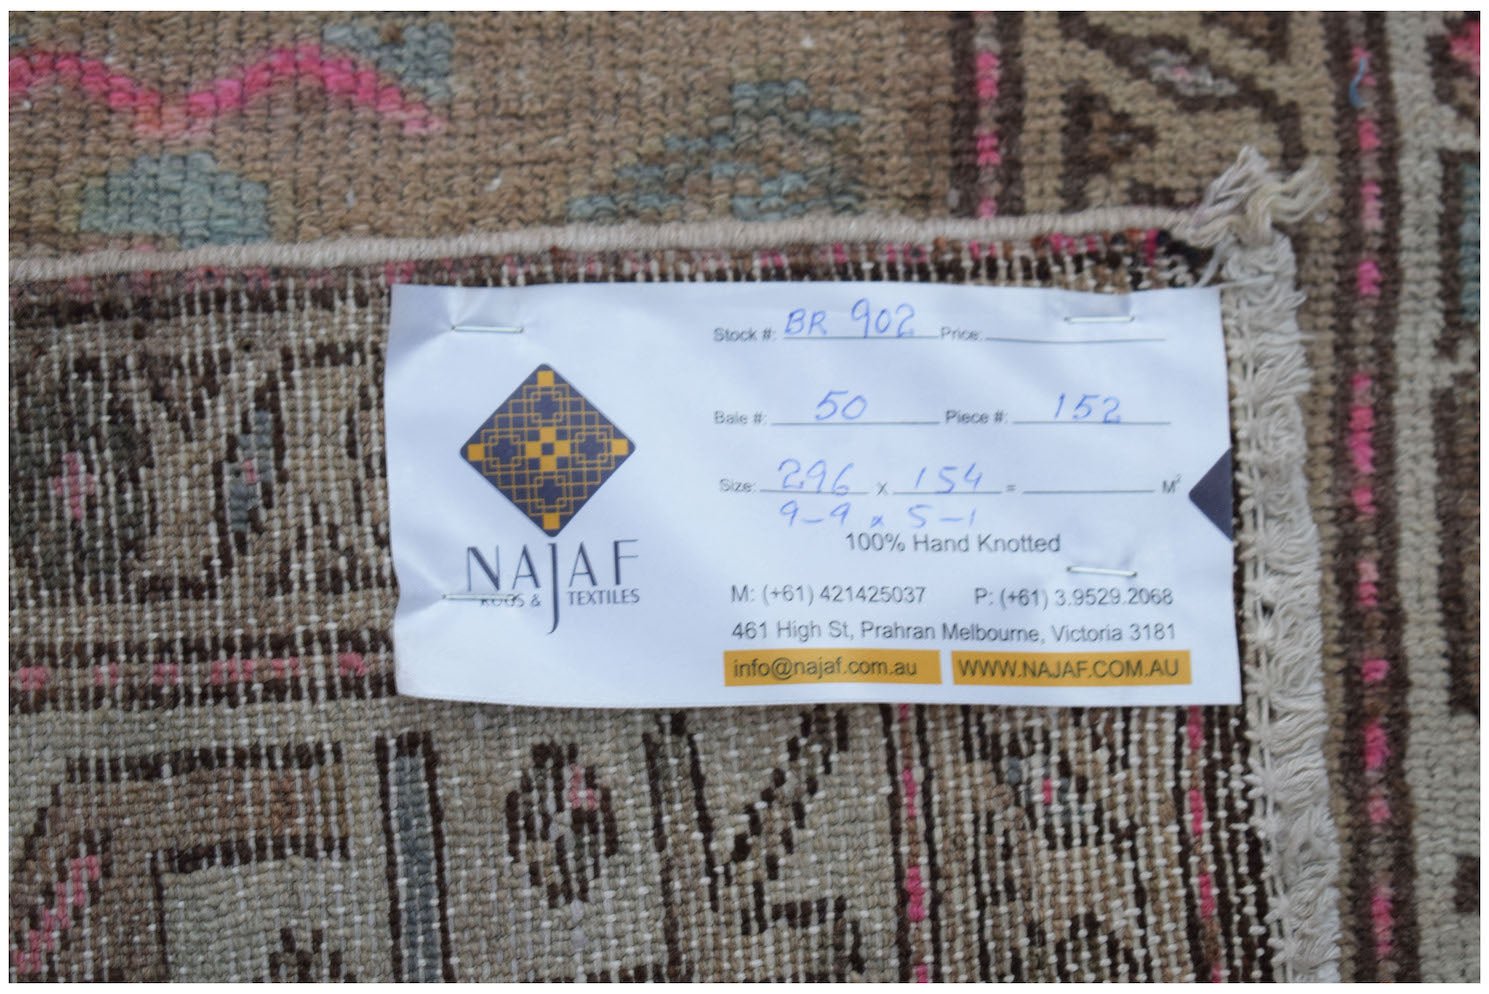 Stock #: BR 902 Price:
Bale #: 50 Piece #: 152
Size: 296 x 154 = M²
9-9 x 5-1
100% Hand Knotted
NAJAF
RUGS & TEXTILES
M: (+61) 421425037 P: (+61) 3.9529.2068
461 High St, Prahran Melbourne, Victoria 3181
info@najaf.com.au WWW.NAJAF.COM.AU